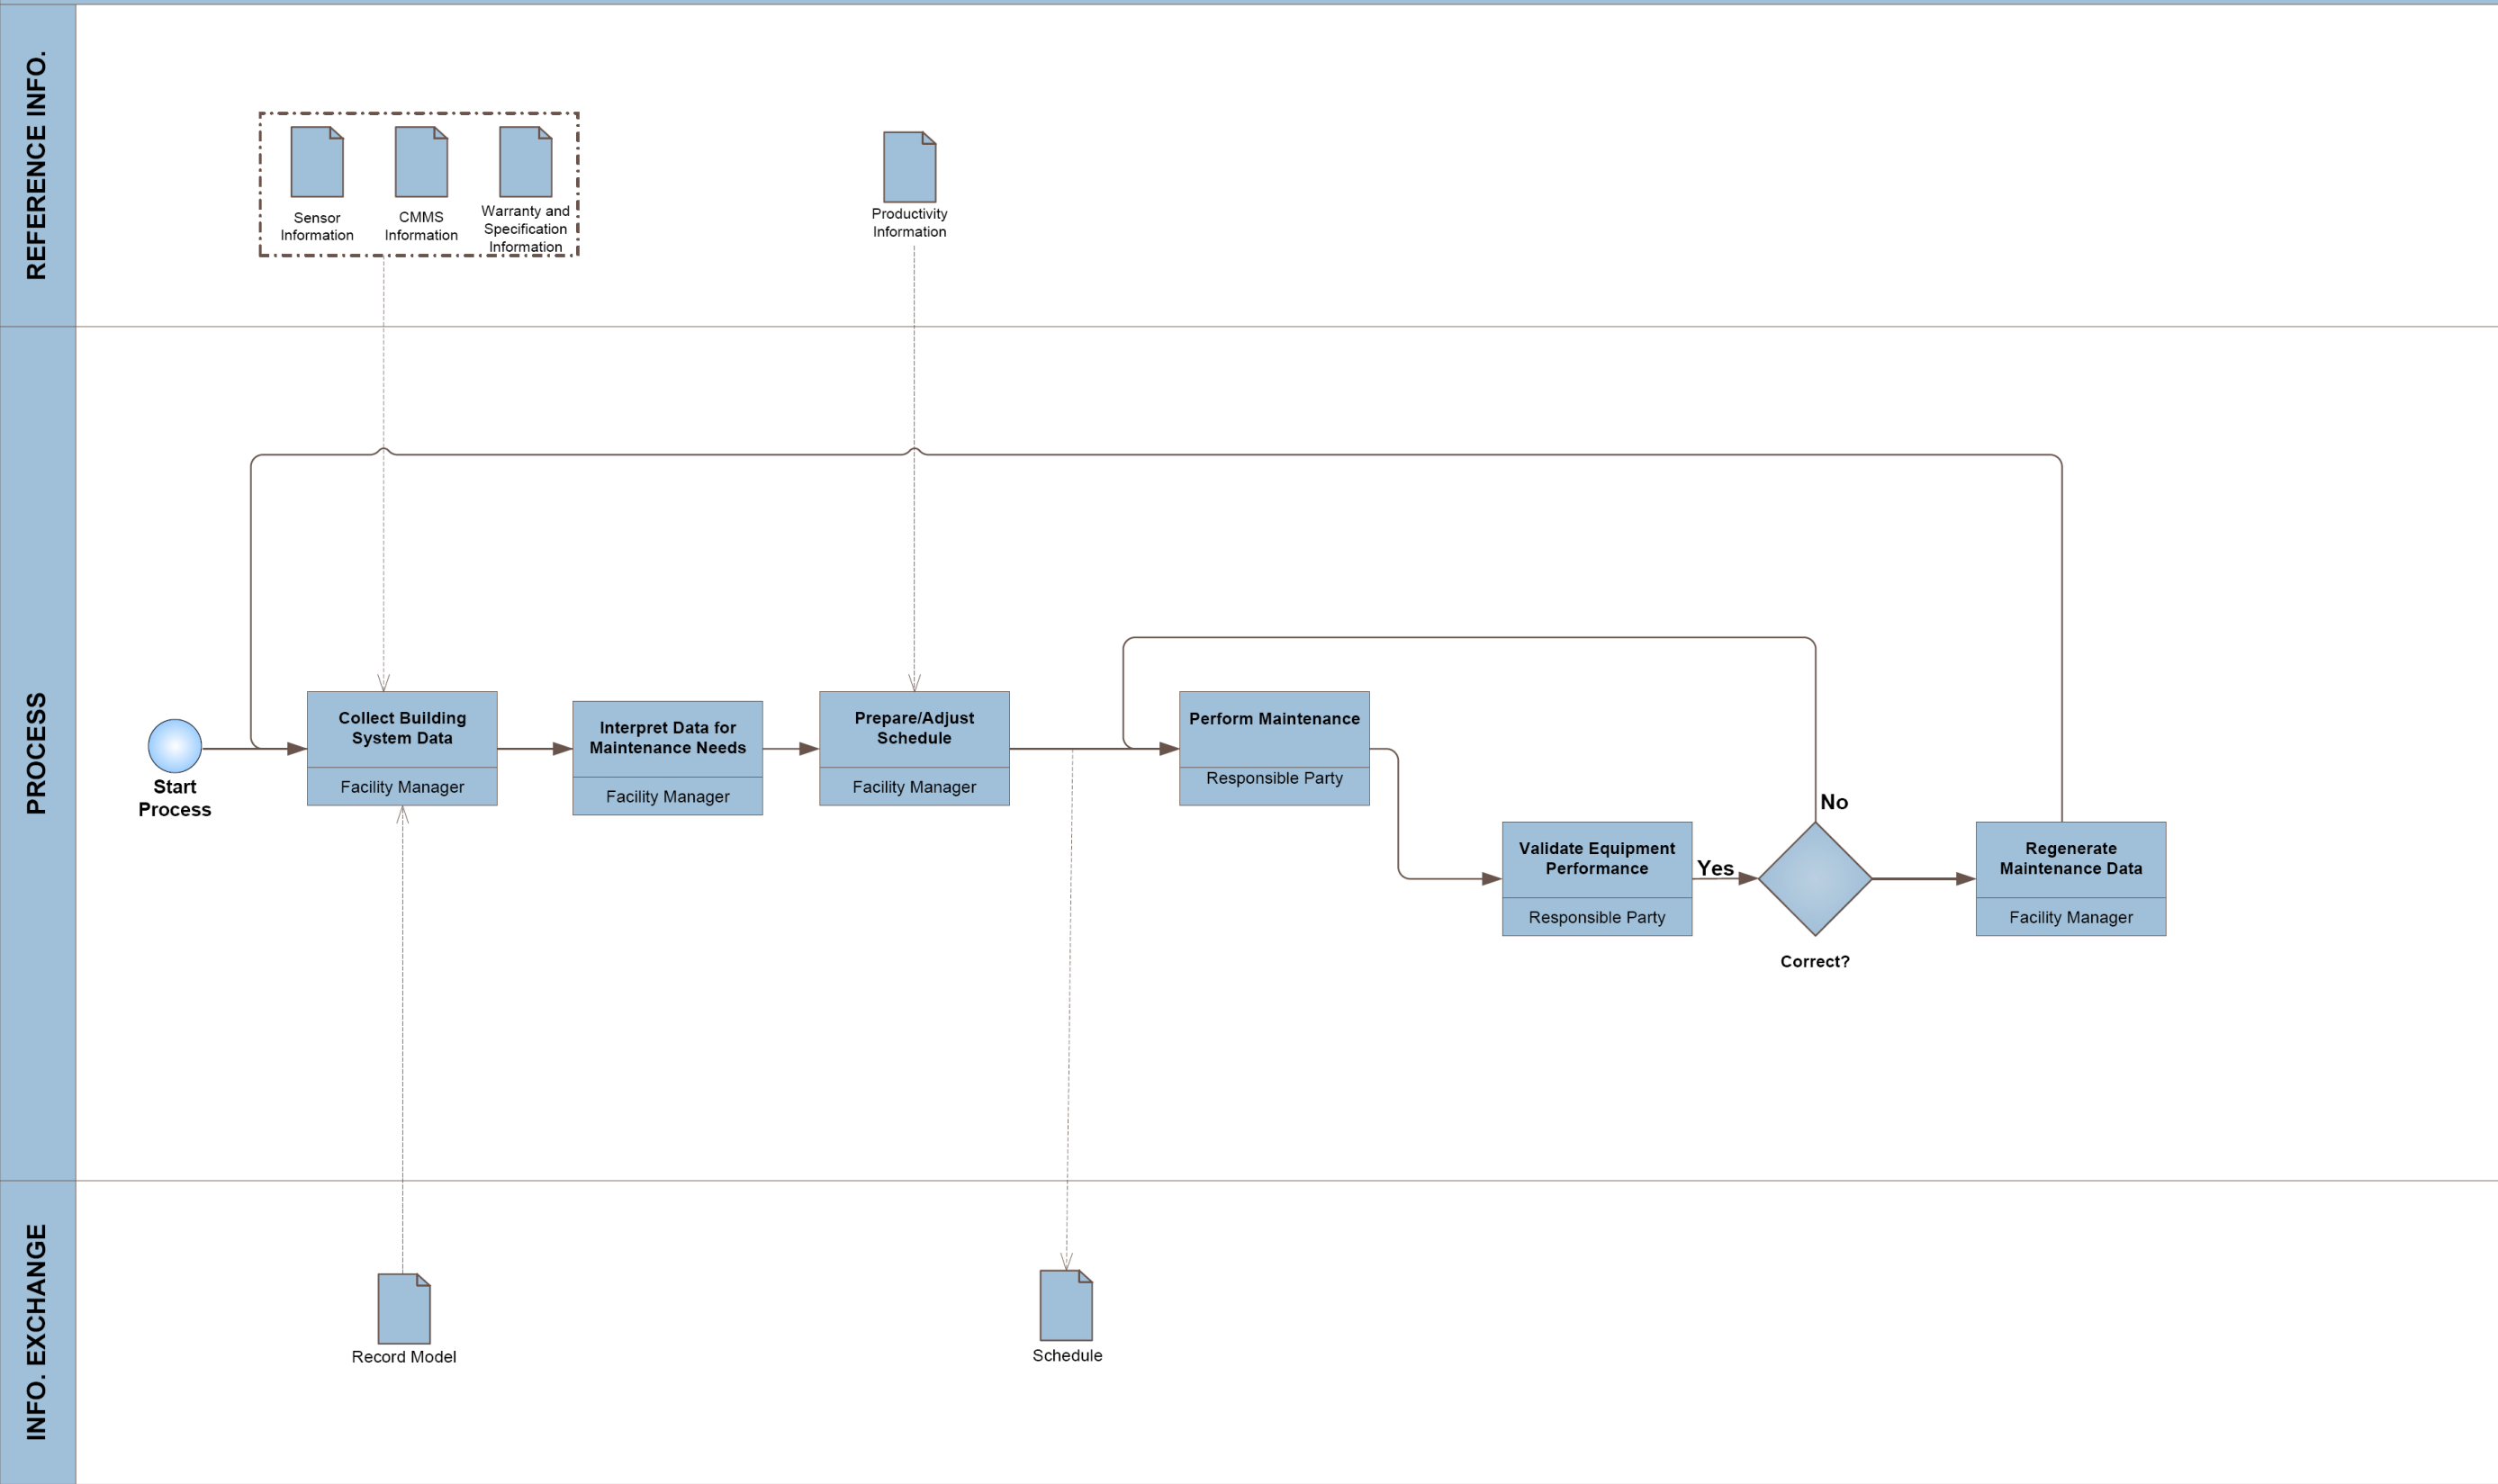 REFERENCE INFO.
Sensor
Information
CMMS
Information
Warranty and
Specification
Information
Productivity
Information
PROCESS
Start
Process
Collect Building
System Data
Facility Manager
Interpret Data for
Maintenance Needs
Facility Manager
Prepare/Adjust
Schedule
Facility Manager
Perform Maintenance
Responsible Party
Validate Equipment
Performance
Responsible Party
Yes
No
Correct?
Regenerate
Maintenance Data
Facility Manager
INFO. EXCHANGE
Record Model
Schedule